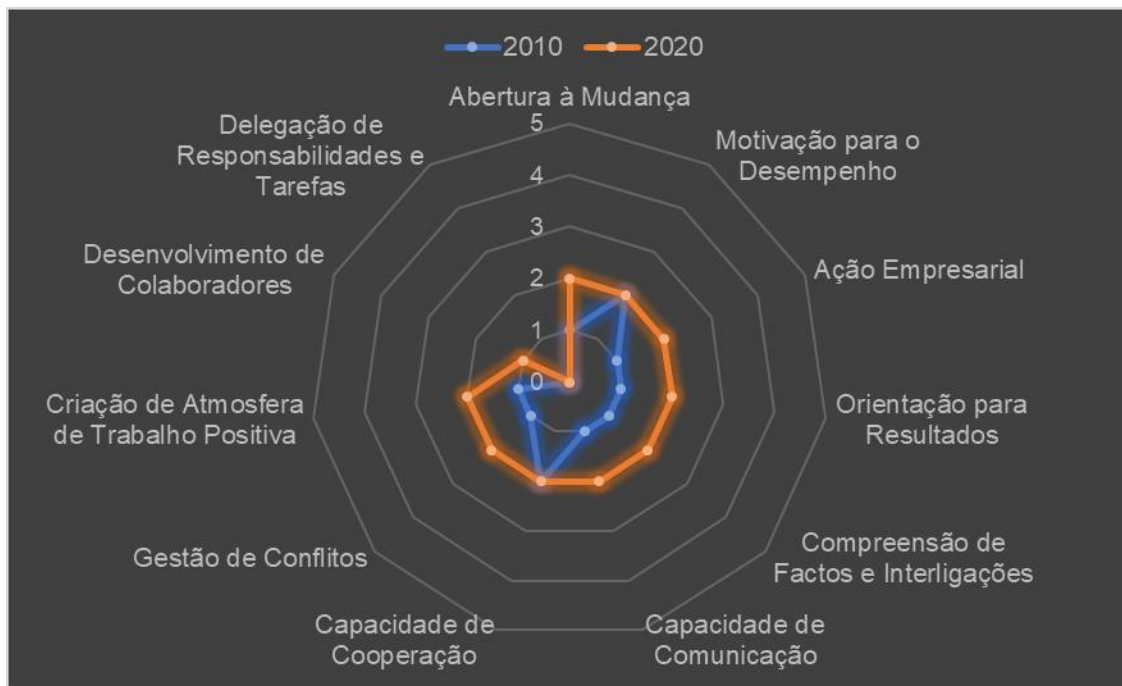 2010
2020
Abertura à Mudança
Motivação para o
Desempenho
Ação Empresarial
Orientação para
Resultados
Compreensão de
Factos e Interligações
Capacidade de
Comunicação
Capacidade de
Cooperação
Gestão de Conflitos
Criação de Atmosfera
de Trabalho Positiva
Desenvolvimento de
Colaboradores
Delegação de
Responsabilidades e
Tarefas
5
4
3
2
1
0